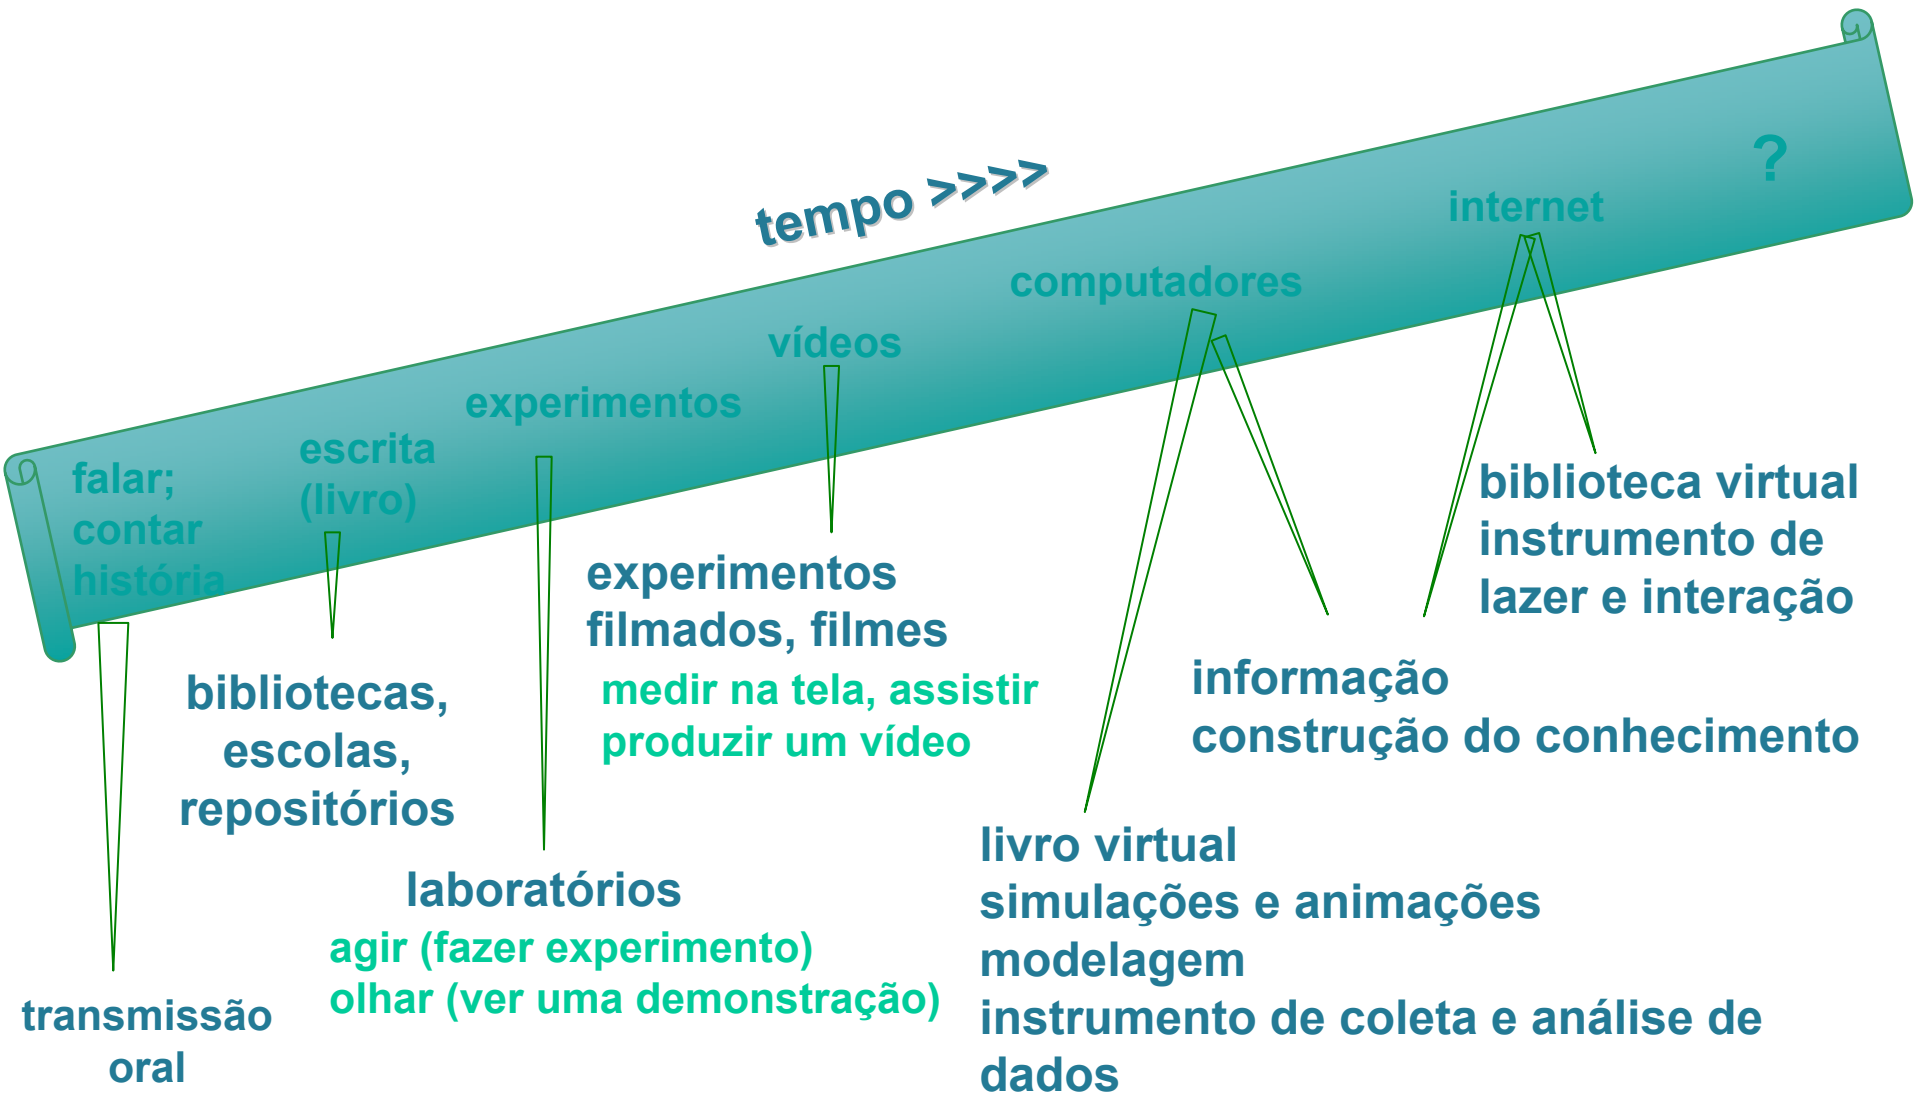 tempo >>>>
falar;
contar
história
escrita
(livro)
experimentos
vídeos
computadores
internet
?
transmissão
oral
bibliotecas,
escolas,
repositórios
laboratórios
agir (fazer experimento)
olhar (ver uma demonstração)
experimentos
filmados, filmes
medir na tela, assistir
produzir um vídeo
livro virtual
simulações e animações
modelagem
instrumento de coleta e análise de
dados
informação
construção do conhecimento
biblioteca virtual
instrumento de
lazer e interação